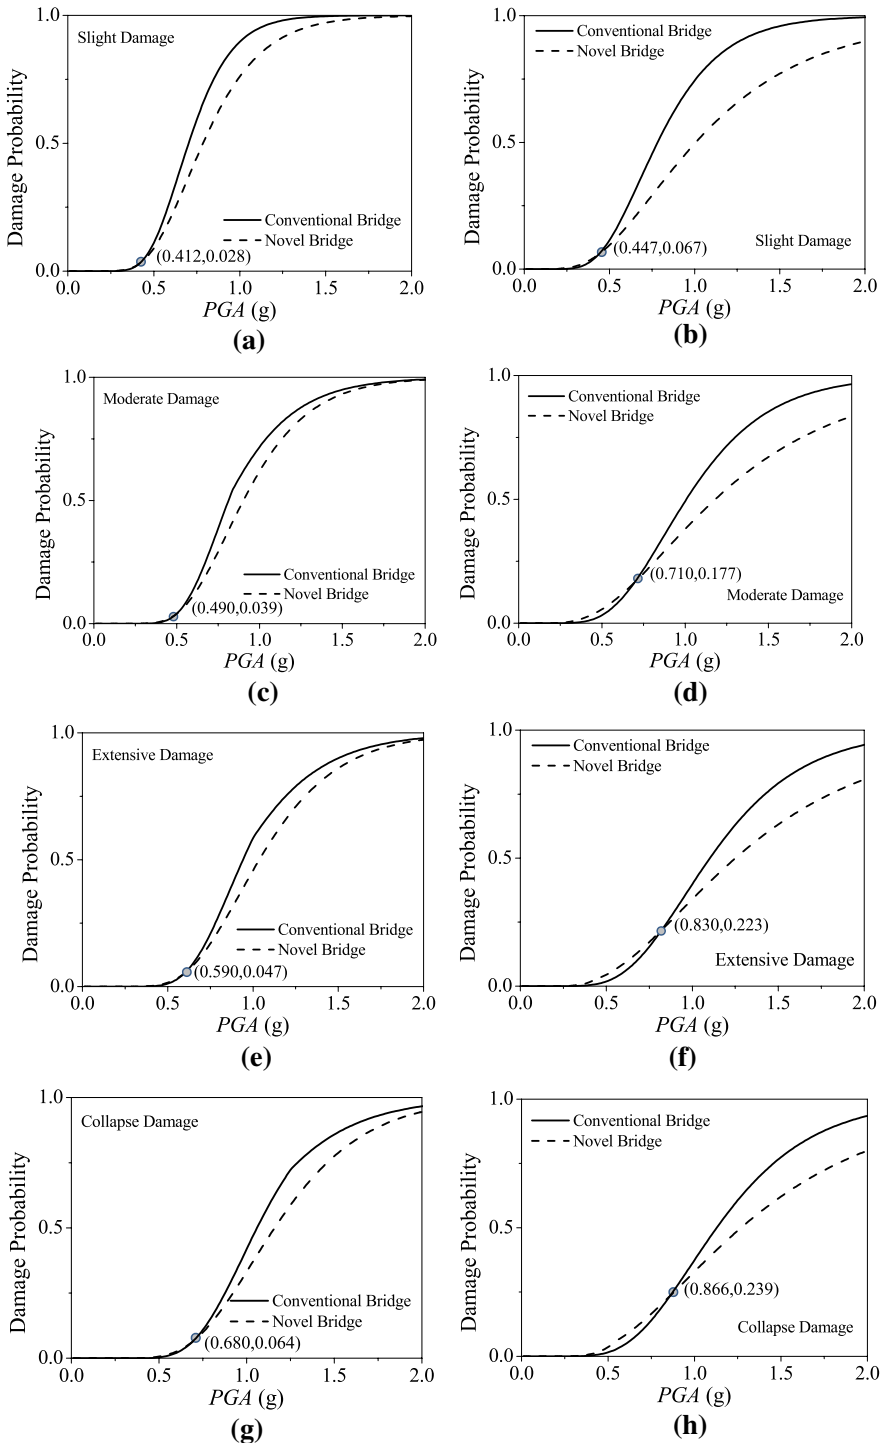 1.0
Slight Damage
Damage Probability
0.5
Conventional Bridge
Novel Bridge
(0.412,0.028)
0.0
0.0 0.5 1.0 1.5 2.0
PGA (g)
(a)
1.0
Conventional Bridge
Novel Bridge
Damage Probability
0.5
(0.447,0.067)
Slight Damage
0.0
0.0 0.5 1.0 1.5 2.0
PGA (g)
(b)
1.0
Moderate Damage
Damage Probability
0.5
Conventional Bridge
Novel Bridge
(0.490,0.039)
0.0
0.0 0.5 1.0 1.5 2.0
PGA (g)
(c)
1.0
Conventional Bridge
Novel Bridge
Damage Probability
0.5
(0.710,0.177)
Moderate Damage
0.0
0.0 0.5 1.0 1.5 2.0
PGA (g)
(d)
1.0
Extensive Damage
Damage Probability
0.5
Conventional Bridge
Novel Bridge
(0.590,0.047)
0.0
0.0 0.5 1.0 1.5 2.0
PGA (g)
(e)
1.0
Conventional Bridge
Novel Bridge
Damage Probability
0.5
(0.830,0.223)
Extensive Damage
0.0
0.0 0.5 1.0 1.5 2.0
PGA (g)
(f)
1.0
Collapse Damage
Damage Probability
0.5
Conventional Bridge
Novel Bridge
(0.680,0.064)
0.0
0.0 0.5 1.0 1.5 2.0
PGA (g)
(g)
1.0
Conventional Bridge
Novel Bridge
Damage Probability
0.5
(0.866,0.239)
Collapse Damage
0.0
0.0 0.5 1.0 1.5 2.0
PGA (g)
(h)